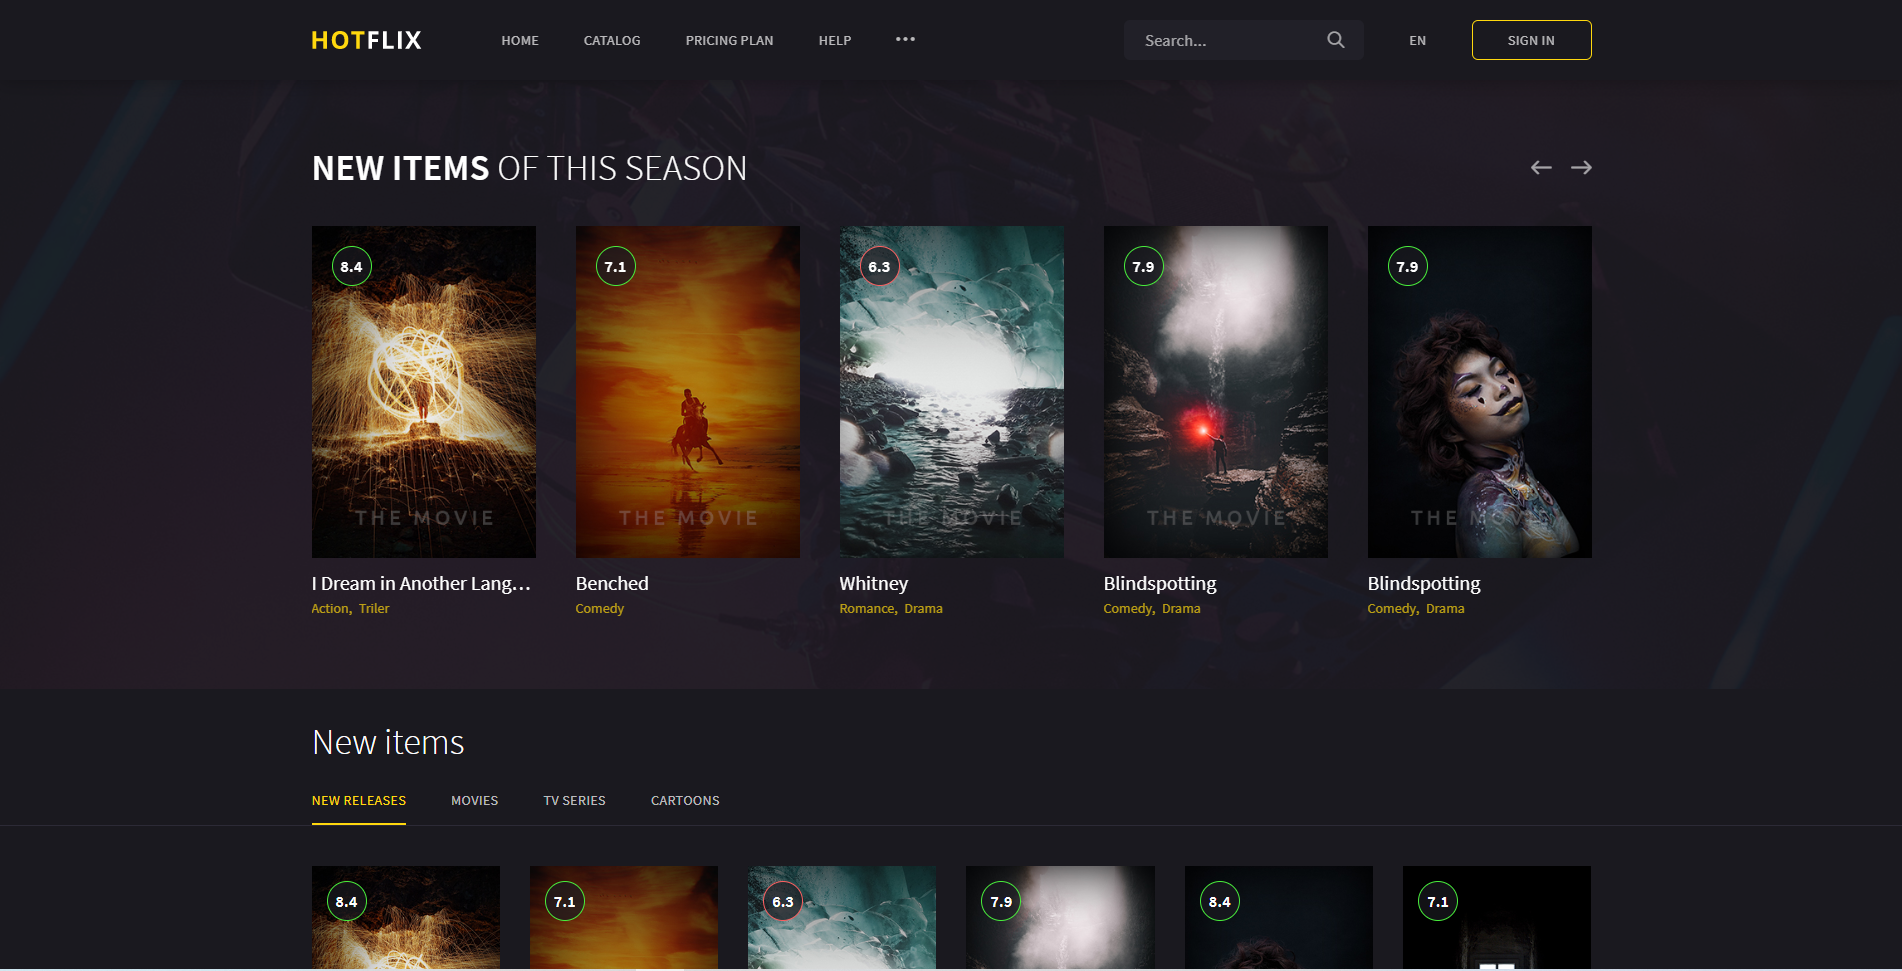 HOTFLIX
HOME CATALOG PRICING PLAN HELP ••• Search... EN SIGN IN
NEW ITEMS OF THIS SEASON
8.4 7.1 6.3 7.9 7.9
THE MOVIE THE MOVIE THE MOVIE THE MOVIE THE MOVIE
I Dream in Another Lang... Benched Whitney Blindspotting Blindspotting
Action, Triler Comedy Romance, Drama Comedy, Drama Comedy, Drama
New items
NEW RELEASES MOVIES TV SERIES CARTOONS
8.4 7.1 6.3 7.9 8.4 7.1